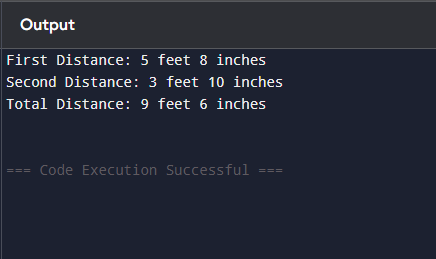 Output
First Distance: 5 feet 8 inches
Second Distance: 3 feet 10 inches
Total Distance: 9 feet 6 inches
=== Code Execution Successful ===